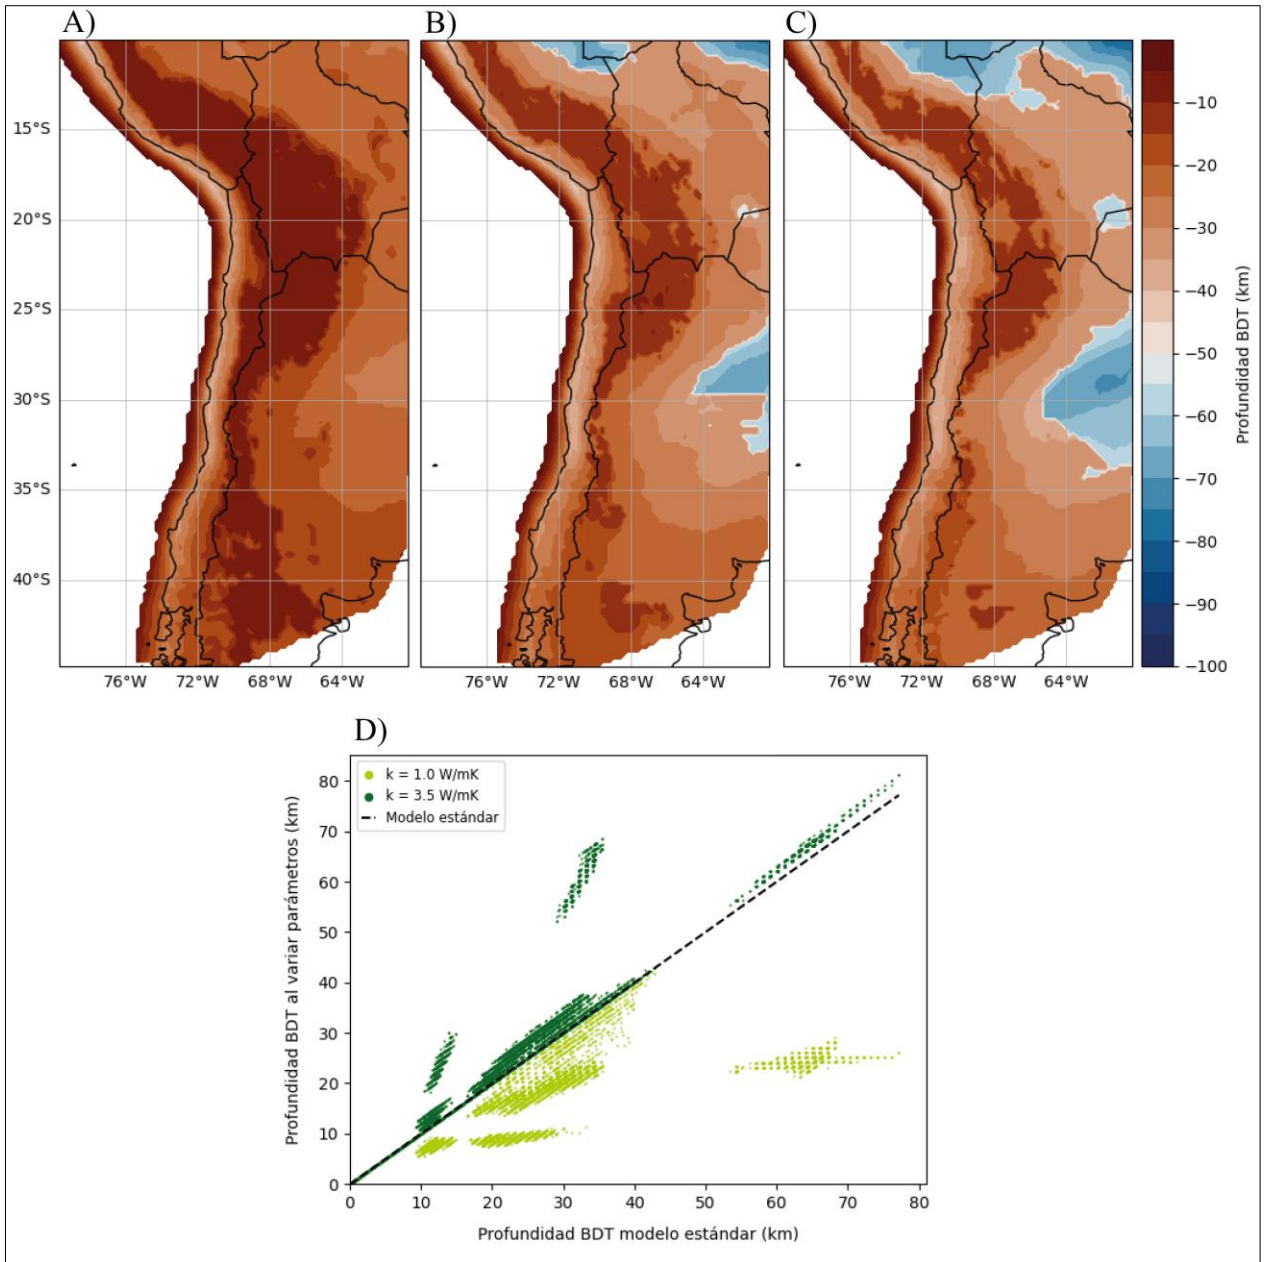 A)
B)
C)
15°S
20°S
25°S
30°S
35°S
40°S
76°W 72°W 68°W 64°W
76°W 72°W 68°W 64°W
76°W 72°W 68°W 64°W
−10
−20
−30
−40
−50
−60
−70
−80
−90
−100
Profundidad BDT (km)
D)
k = 1.0 W/mK
k = 3.5 W/mK
Modelo estándar
Profundidad BDT al variar parámetros (km)
80
70
60
50
40
30
20
10
0
0 10 20 30 40 50 60 70 80
Profundidad BDT modelo estándar (km)